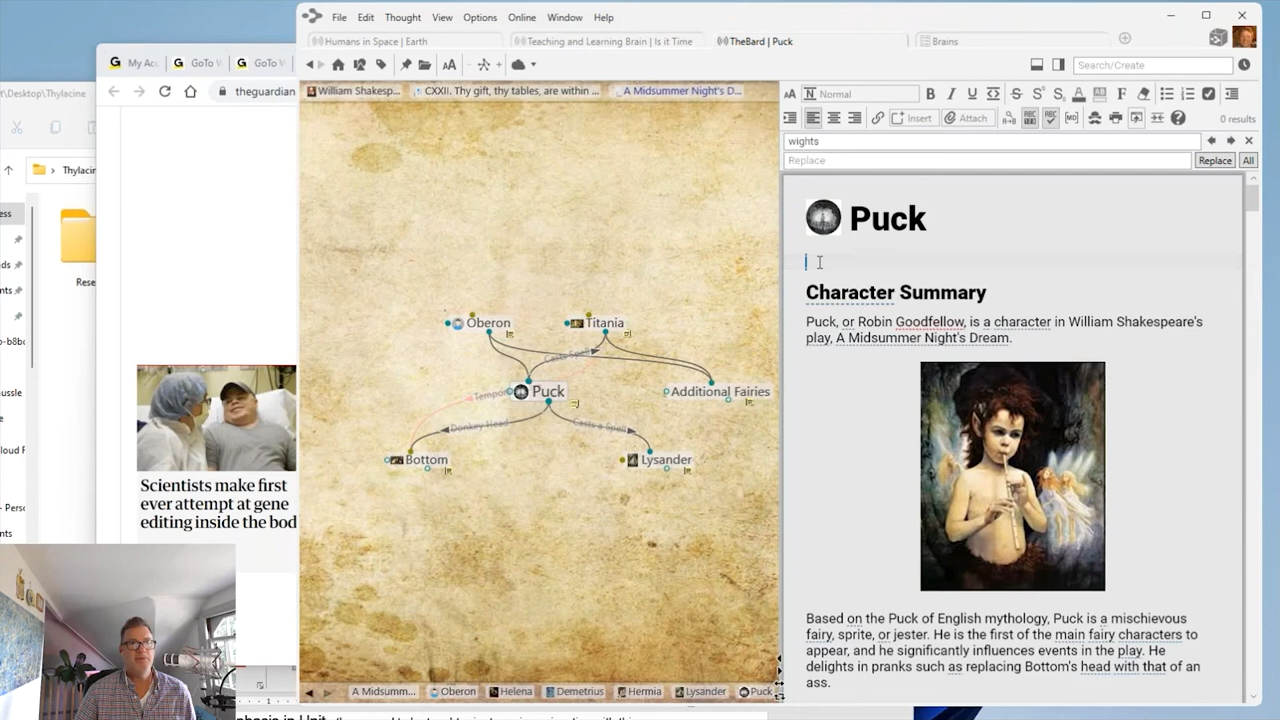 File Edit Thought View Options Online Window Help
Humans in Space | Earth
Teaching and Learning Brain | Is it Time
TheBard | Puck
Brains
Search/Create
William Shakesp...
CXXII. Thy gift, thy tables, are within ...
A Midsummer Night's D...
Normal
Insert
Attach
0 results
wights
Replace
Replace
All
Puck
Character Summary
Puck, or Robin Goodfellow, is a character in William Shakespeare's
play, A Midsummer Night's Dream.
Based on the Puck of English mythology, Puck is a mischievous
fairy, sprite, or jester. He is the first of the main fairy characters to
appear, and he significantly influences events in the play. He
delights in pranks such as replacing Bottom's head with that of an
ass.
Oberon
Titania
Casts Spell
Puck
Additional Fairies
Donkey Head
Casts a Spell
Bottom
Lysander
A Midsumm...
Oberon
Helena
Demetrius
Hermia
Lysander
Puck
My Ac
GoTo V
GoTo V
theguardian
\Desktop\Thylacine
Thylacine
Rese
Scientists make first
ever attempt at gene
editing inside the bod